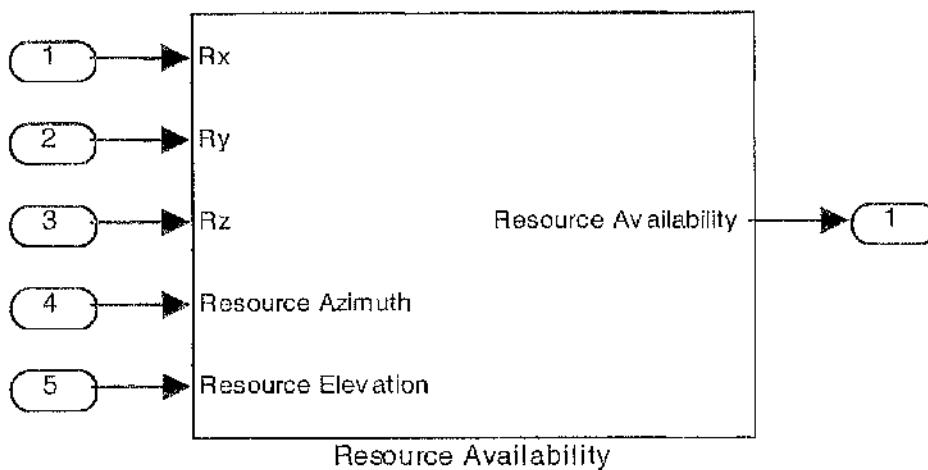 1 Rx
2 Ry
3 Rz Resource Availability 1
4 Resource Azimuth
5 Resource Elevation
Resource Availability